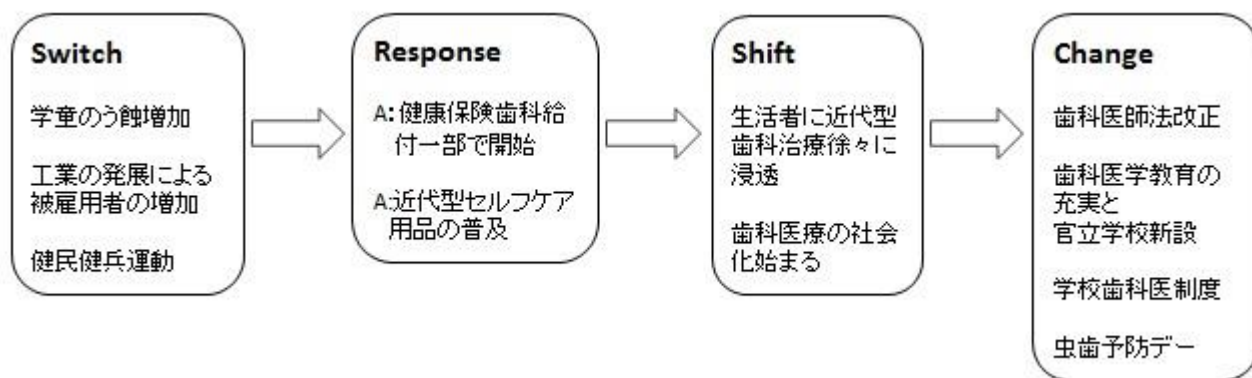 Switch
学童のう蝕増加
工業の発展による
被雇用者の増加
健民健兵運動
Response
A:健康保険歯科給
付一部で開始
A:近代型セルフケア
用品の普及
Shift
生活者に近代型
歯科治療徐々に
浸透
歯科医療の社会
化始まる
Change
歯科医師法改正
歯科医学教育の
充実と
官立学校新設
学校歯科医制度
虫歯予防デー